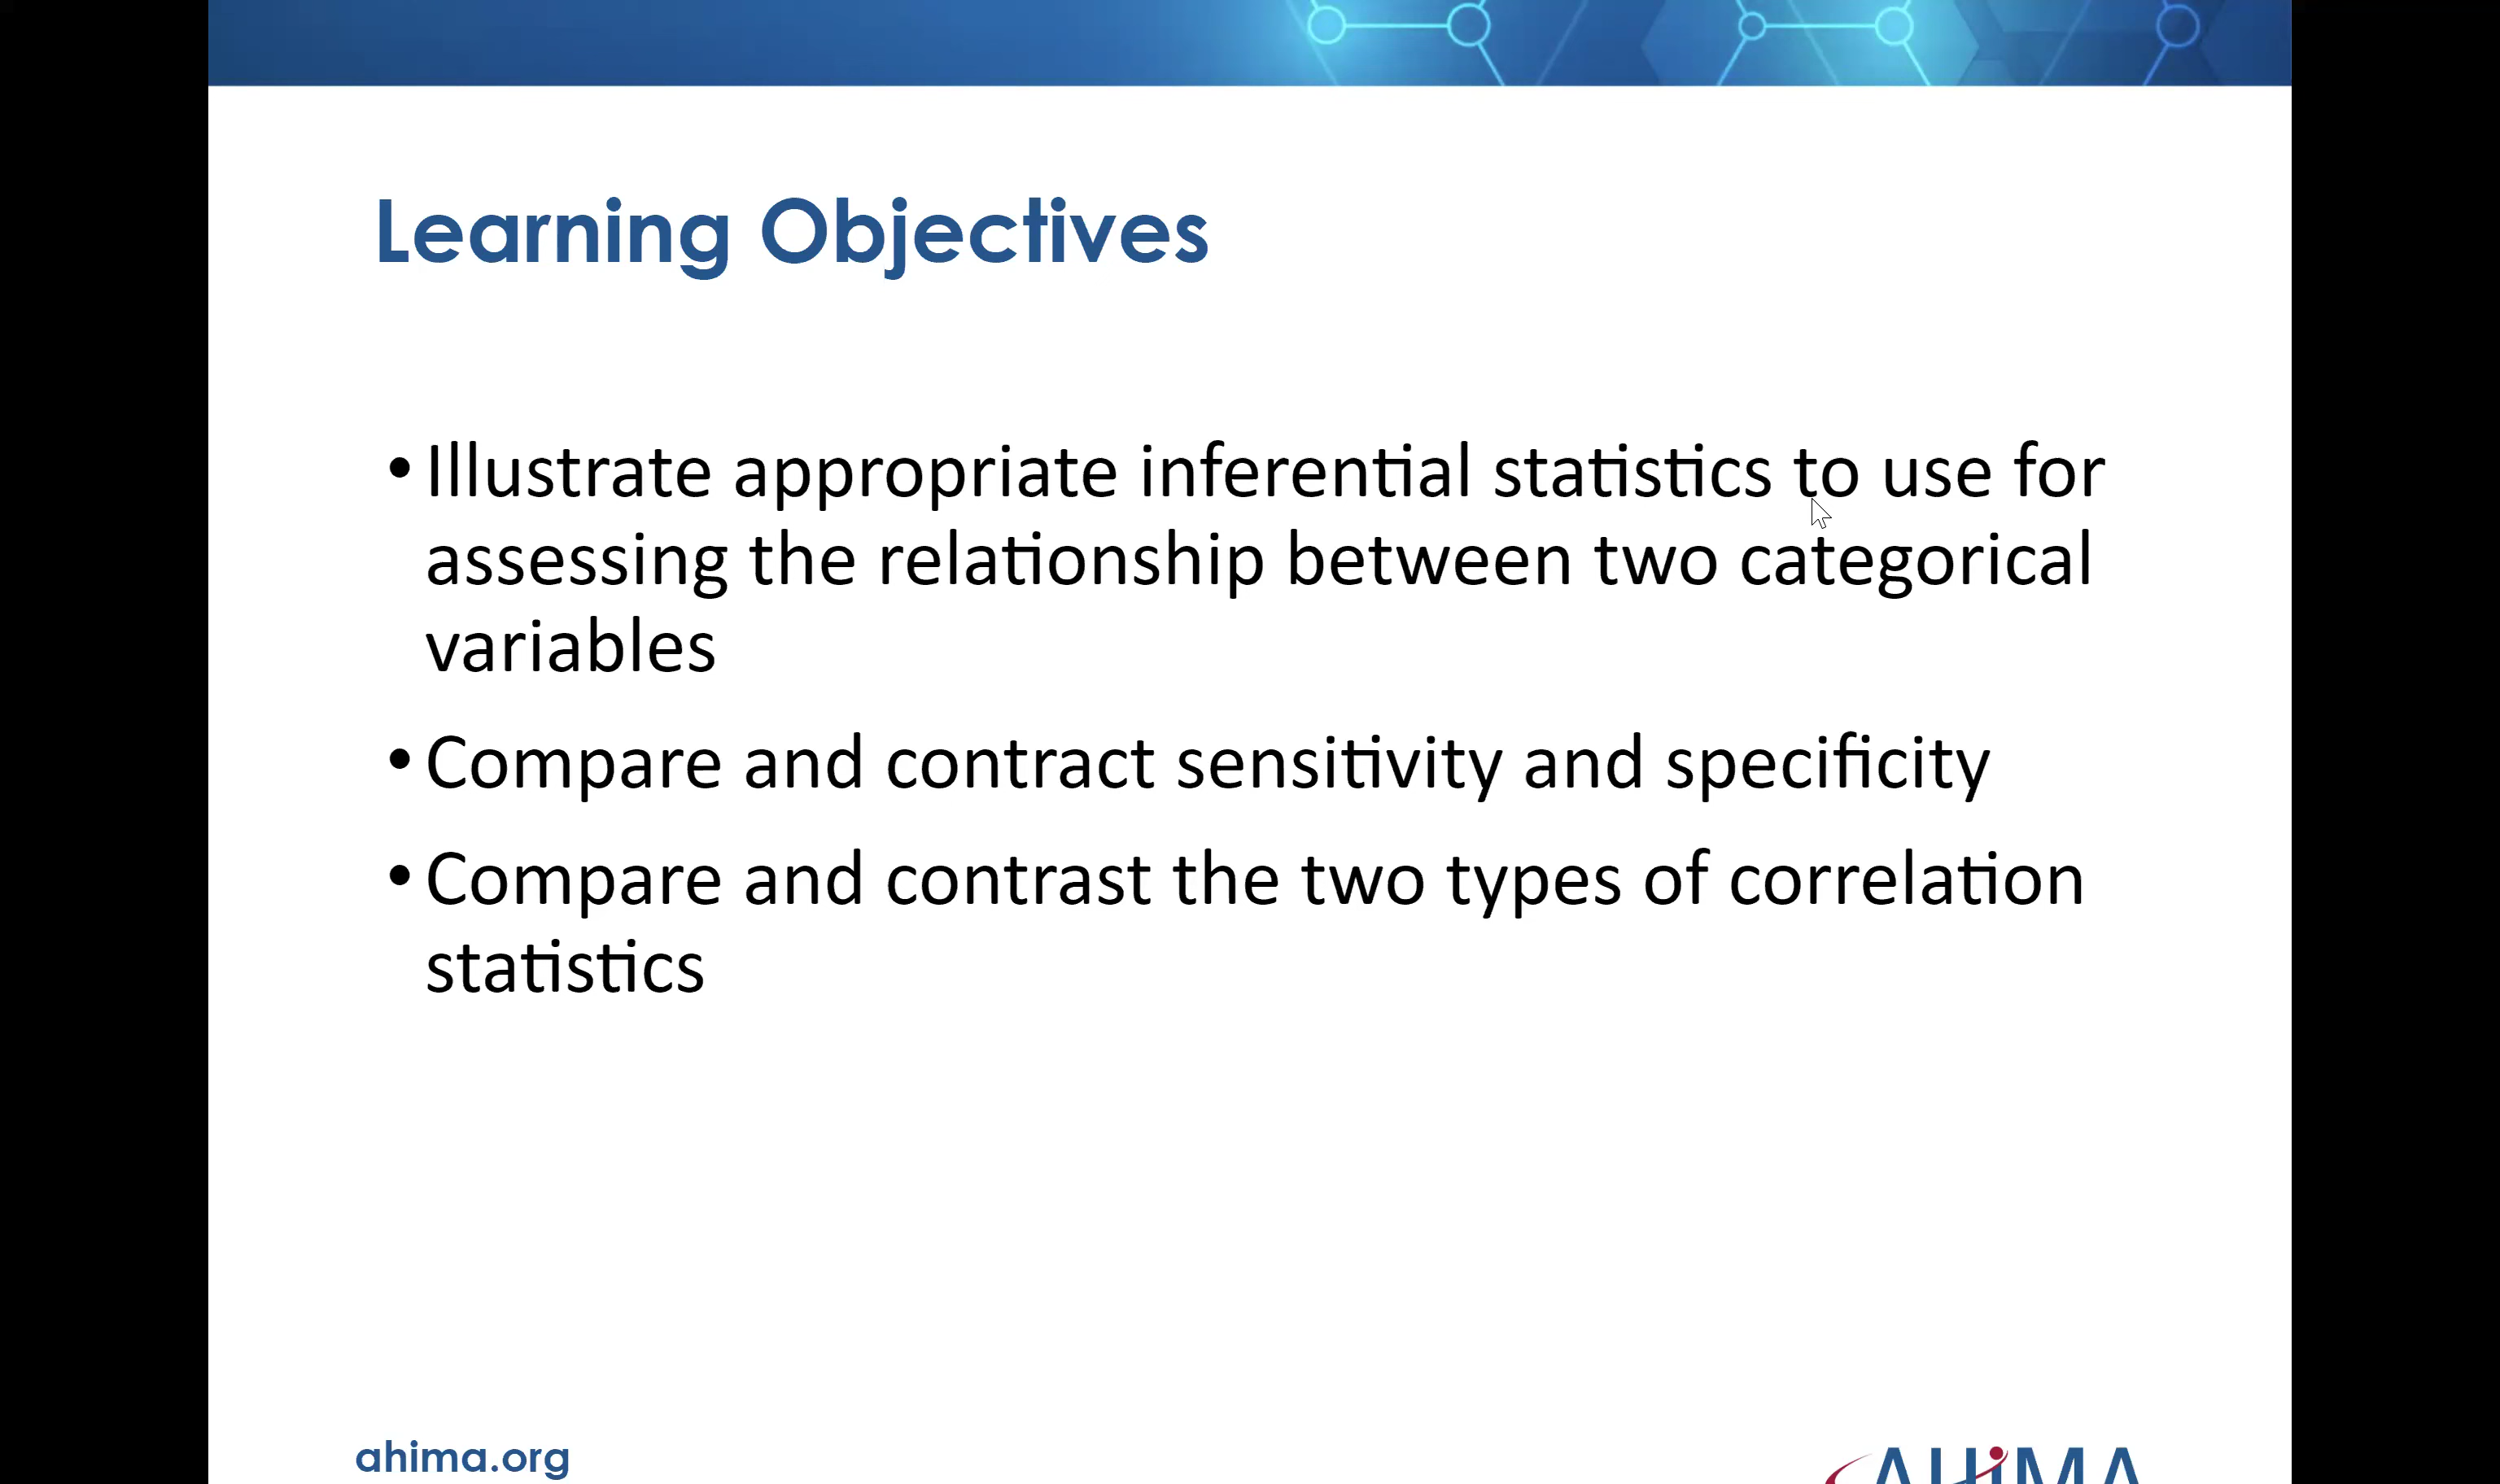 Learning Objectives
• Illustrate appropriate inferential statistics to use for
assessing the relationship between two categorical
variables
• Compare and contract sensitivity and specificity
• Compare and contrast the two types of correlation
statistics
ahima.org
AHIMA